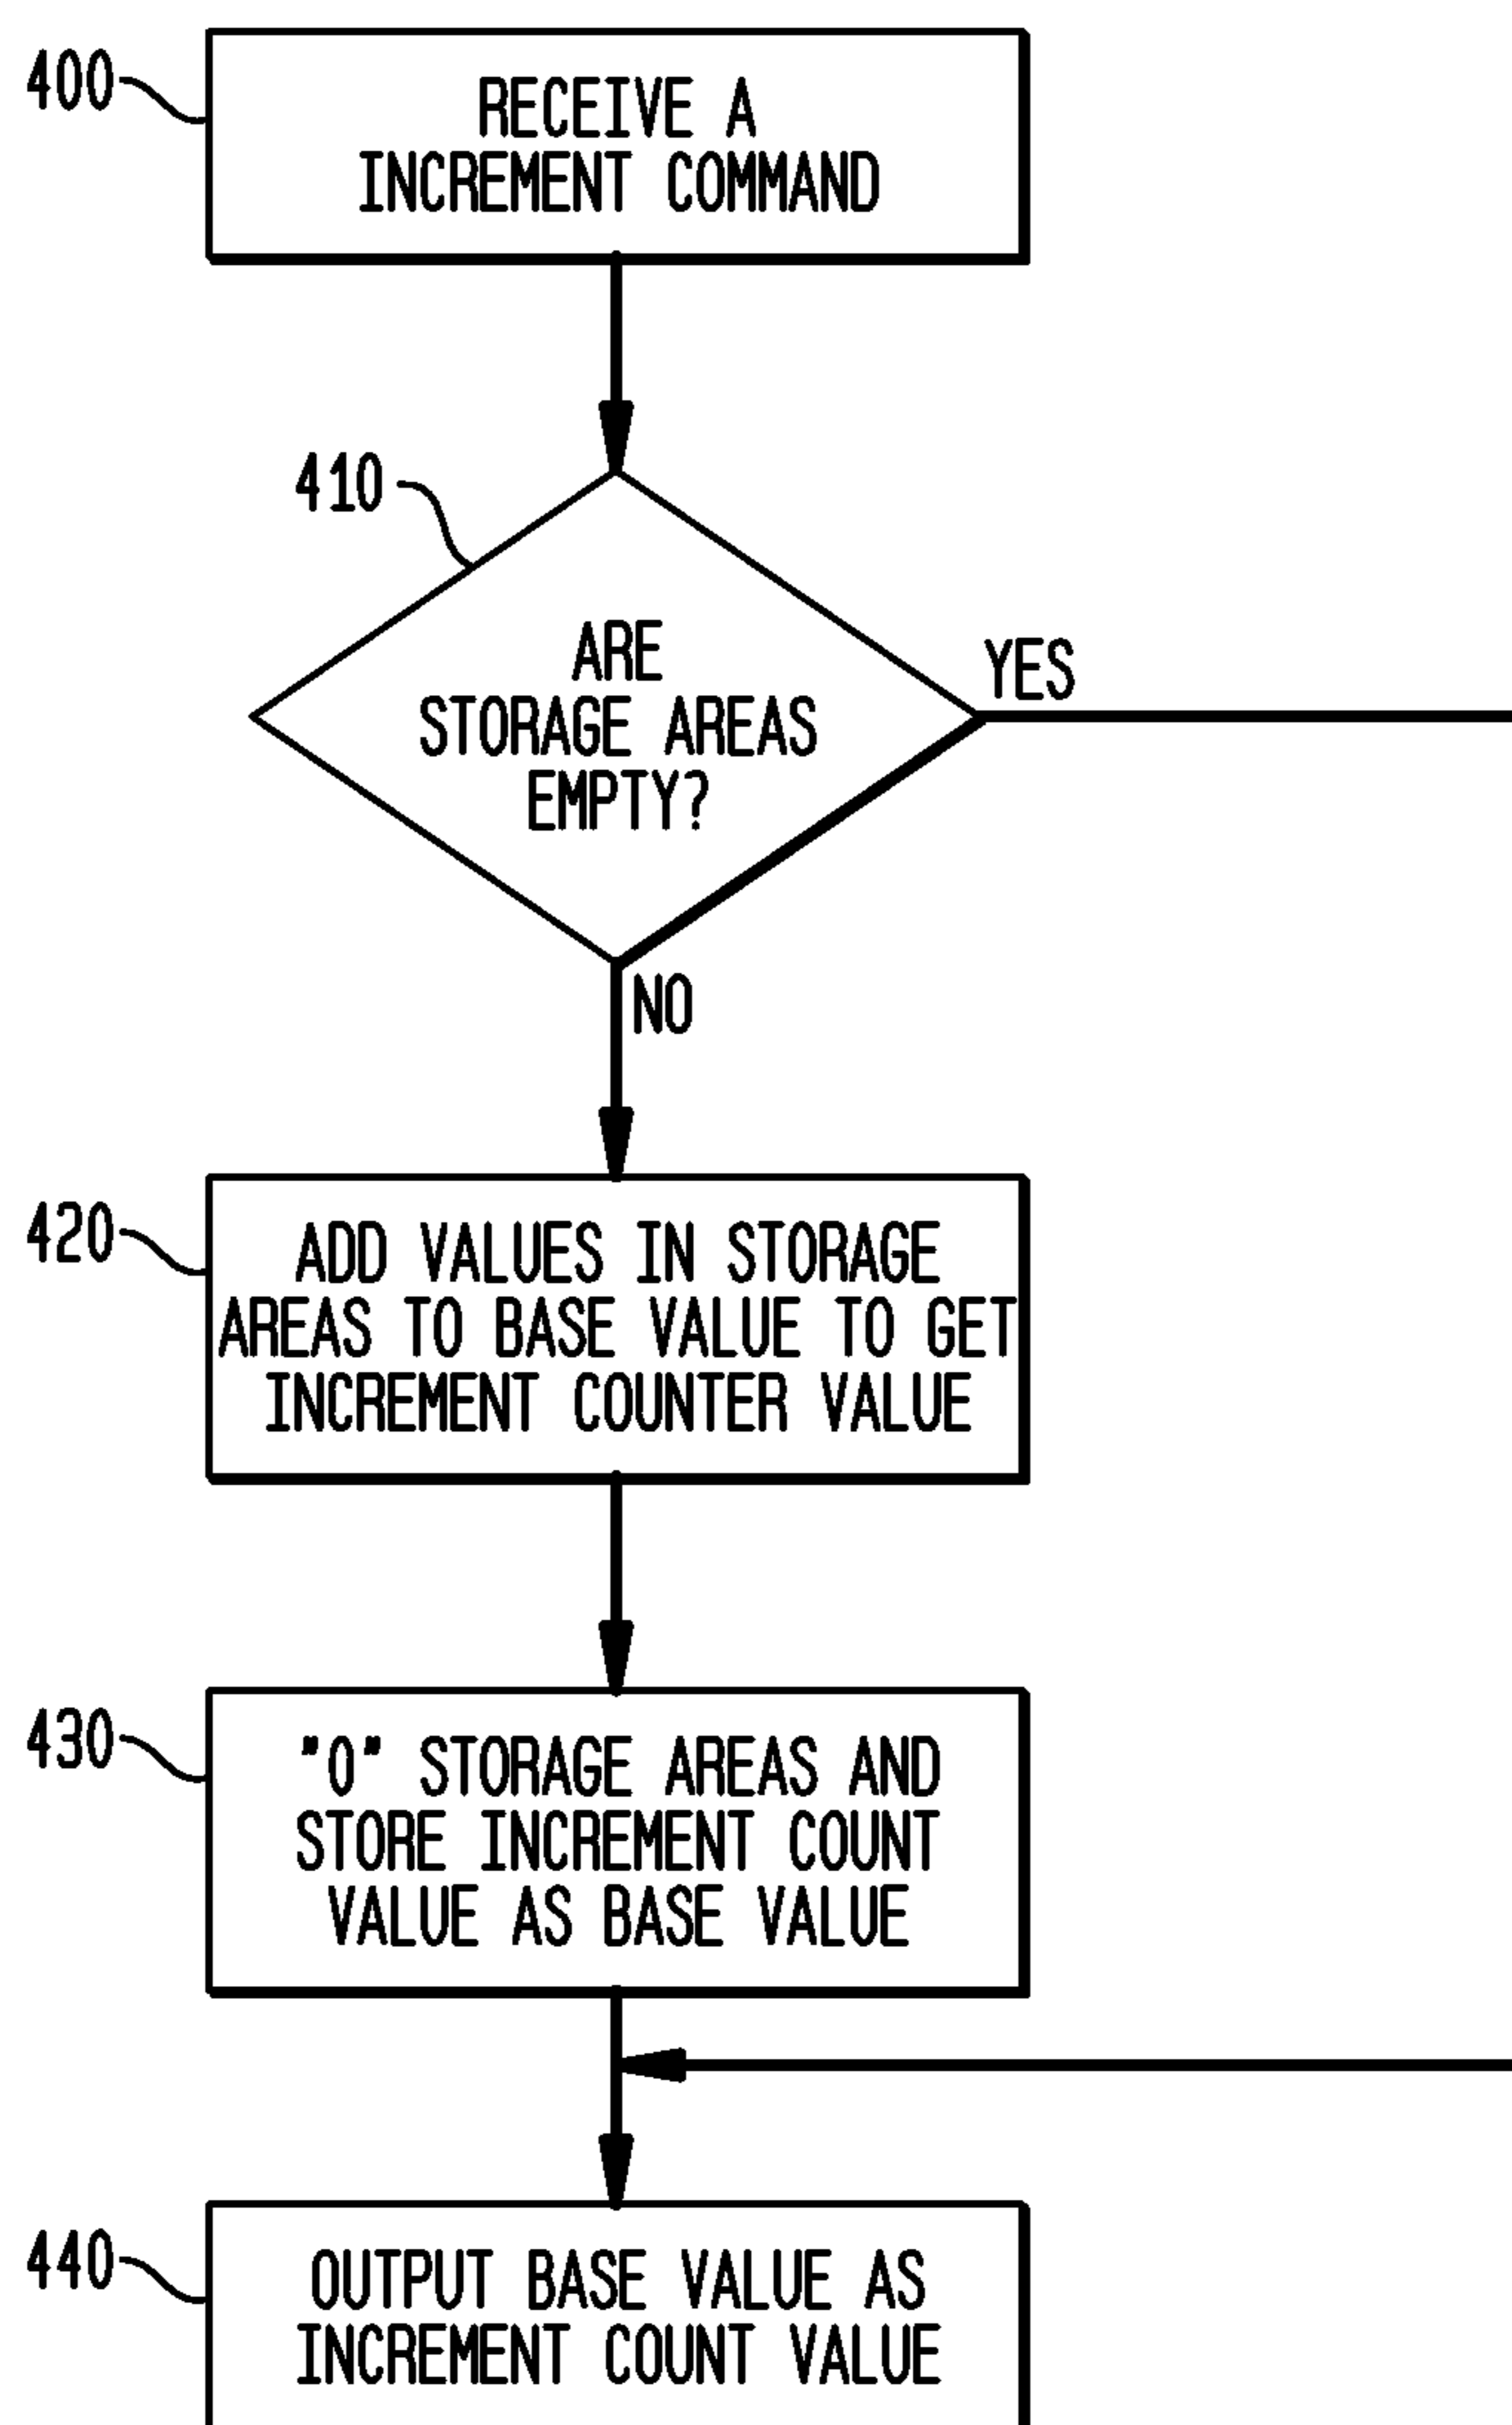 400
RECEIVE A
INCREMENT COMMAND
410
ARE
STORAGE AREAS
EMPTY?
YES
NO
420
ADD VALUES IN STORAGE
AREAS TO BASE VALUE TO GET
INCREMENT COUNTER VALUE
430
"0" STORAGE AREAS AND
STORE INCREMENT COUNT
VALUE AS BASE VALUE
440
OUTPUT BASE VALUE AS
INCREMENT COUNT VALUE